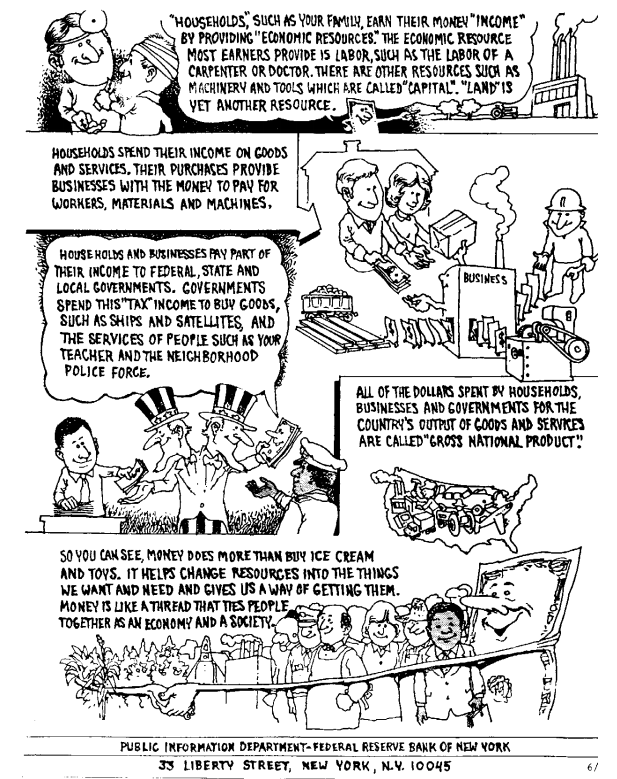 "HOUSEHOLDS," SUCH AS YOUR FAMILY, EARN THEIR MONEY "INCOME"
BY PROVIDING "ECONOMIC RESOURCES." THE ECONOMIC RESOURCE
MOST EARNERS PROVIDE IS LABOR, SUCH AS THE LABOR OF A
CARPENTER OR DOCTOR. THERE ARE OTHER RESOURCES SUCH AS
MACHINERY AND TOOLS WHICH ARE CALLED "CAPITAL". "LAND" IS
YET ANOTHER RESOURCE.
HOUSEHOLDS SPEND THEIR INCOME ON GOODS
AND SERVICES. THEIR PURCHASES PROVIDE
BUSINESSES WITH THE MONEY TO PAY FOR
WORKERS, MATERIALS AND MACHINES.
BUSINESS
HOUSEHOLDS AND BUSINESSES PAY PART OF
THEIR INCOME TO FEDERAL, STATE AND
LOCAL GOVERNMENTS. GOVERNMENTS
SPEND THIS "TAX" INCOME TO BUY GOODS,
SUCH AS SHIPS AND SATELLITES, AND
THE SERVICES OF PEOPLE SUCH AS YOUR
TEACHER AND THE NEIGHBORHOOD
POLICE FORCE.
ALL OF THE DOLLARS SPENT BY HOUSEHOLDS,
BUSINESSES AND GOVERNMENTS FOR THE
COUNTRY'S OUTPUT OF GOODS AND SERVICES
ARE CALLED "GROSS NATIONAL PRODUCT".
SO YOU CAN SEE, MONEY DOES MORE THAN BUY ICE CREAM
AND TOYS. IT HELPS CHANGE RESOURCES INTO THE THINGS
WE WANT AND NEED AND GIVES US A WAY OF GETTING THEM.
MONEY IS LIKE A THREAD THAT TIES PEOPLE
TOGETHER AS AN ECONOMY AND A SOCIETY.
PUBLIC INFORMATION DEPARTMENT-FEDERAL RESERVE BANK OF NEW YORK
33 LIBERTY STREET, NEW YORK, N.Y. 10045
6/